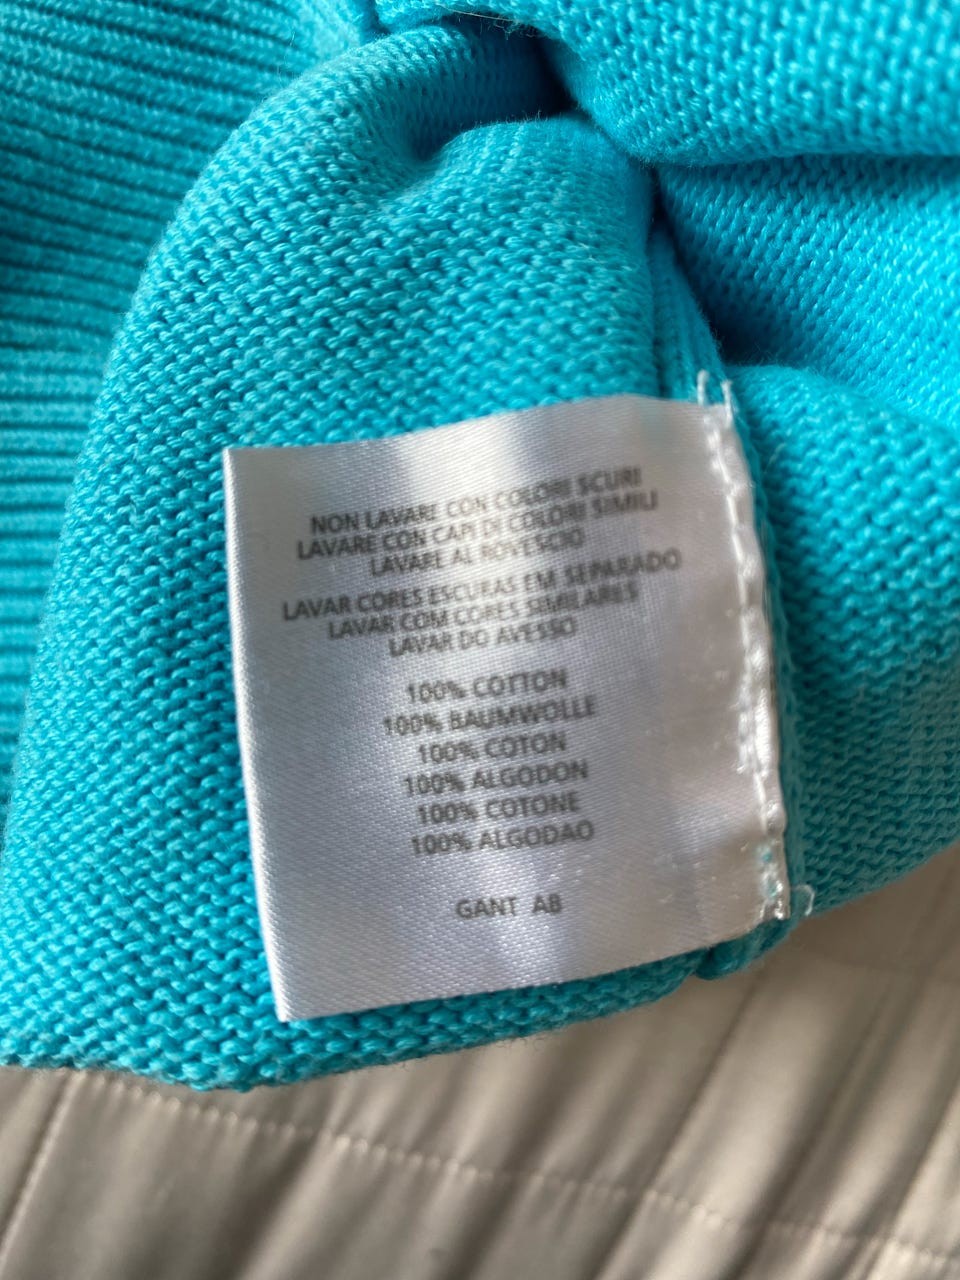 NON LAVARE CON COLORI SCURI
LAVARE CON CAPI DI COLORI SIMILI
LAVARE AL ROVESCIO
LAVAR CORES ESCURAS EM SEPARADO
LAVAR COM CORES SIMILARES
LAVAR DO AVESSO
100% COTTON
100% BAUMWOLLE
100% COTON
100% ALGODON
100% COTONE
100% ALGODAO
GANT AB